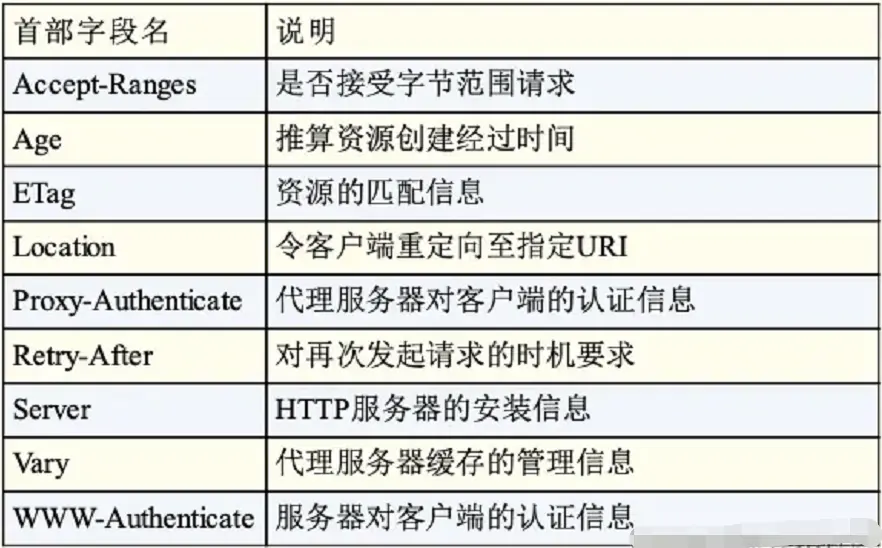 首部字段名 说明
Accept-Ranges 是否接受字节范围请求
Age 推算资源创建经过时间
ETag 资源的匹配信息
Location 令客户端重定向至指定URI
Proxy-Authenticate 代理服务器对客户端的认证信息
Retry-After 对再次发起请求的时机要求
Server HTTP服务器的安装信息
Vary 代理服务器缓存的管理信息
WWW-Authenticate 服务器对客户端的认证信息